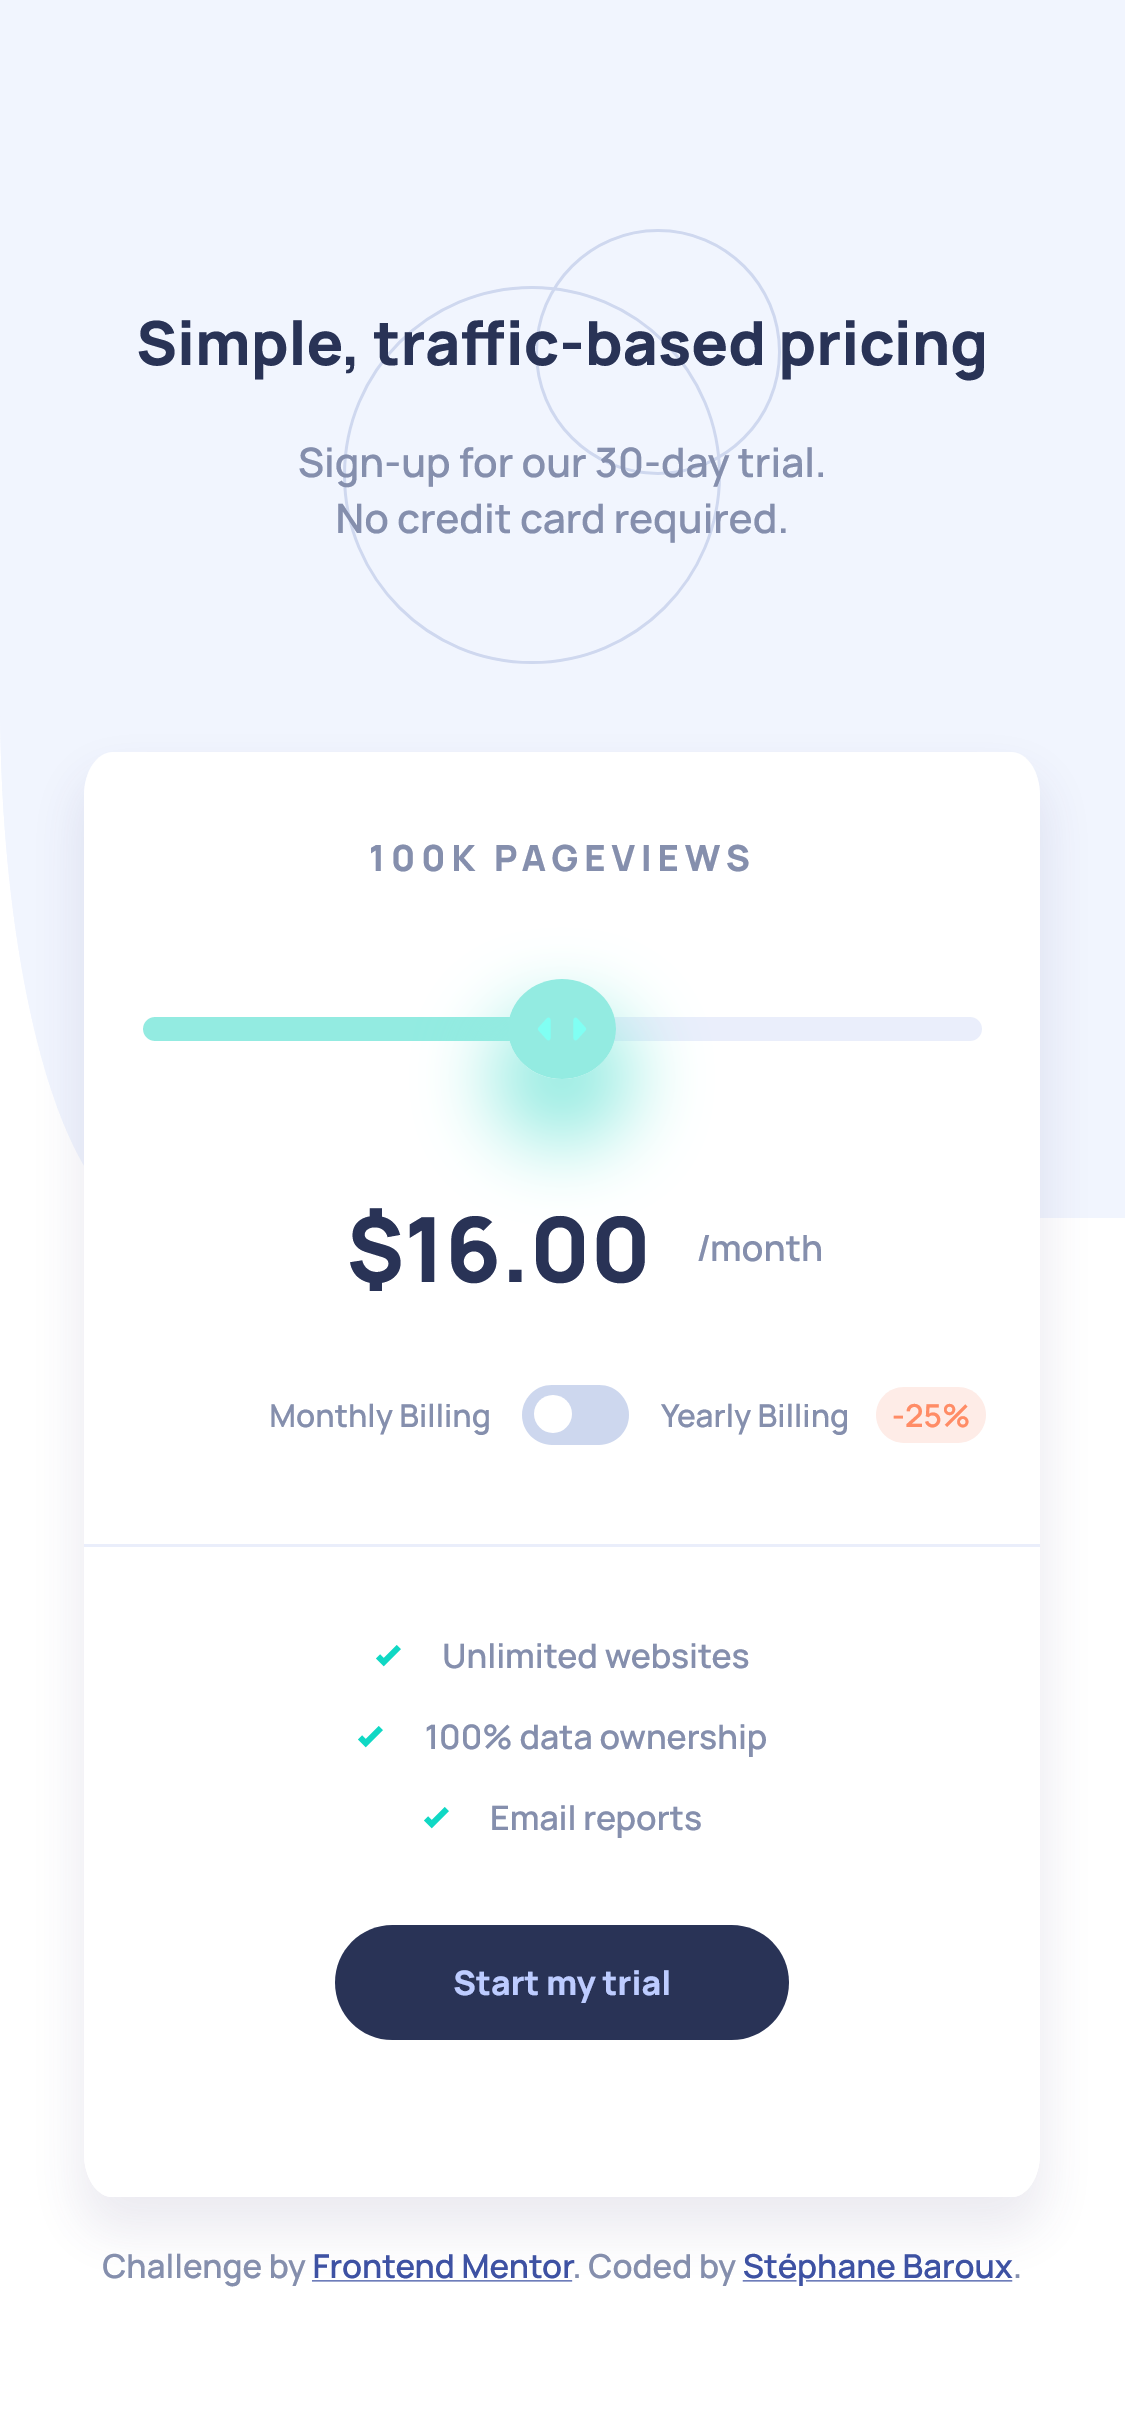 Simple, traffic-based pricing
Sign-up for our 30-day trial.
No credit card required.
100K PAGEVIEWS
$16.00 /month
Monthly Billing Yearly Billing -25%
Unlimited websites
100% data ownership
Email reports
Start my trial
Challenge by Frontend Mentor. Coded by Stéphane Baroux.